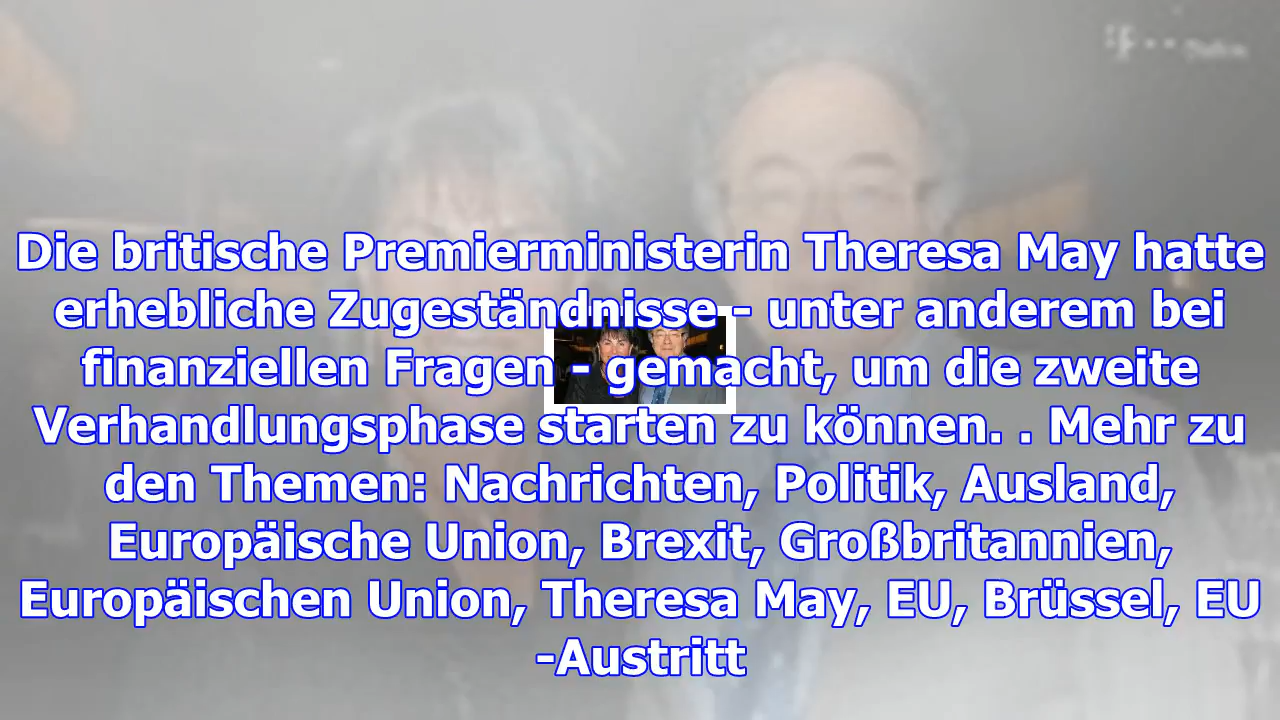 Die britische Premierministerin Theresa May hatte
erhebliche Zugeständnisse - unter anderem bei
finanziellen Fragen - gemacht, um die zweite
Verhandlungsphase starten zu können. . Mehr zu
den Themen: Nachrichten, Politik, Ausland,
Europäische Union, Brexit, Großbritannien,
Europäischen Union, Theresa May, EU, Brüssel, EU
-Austritt